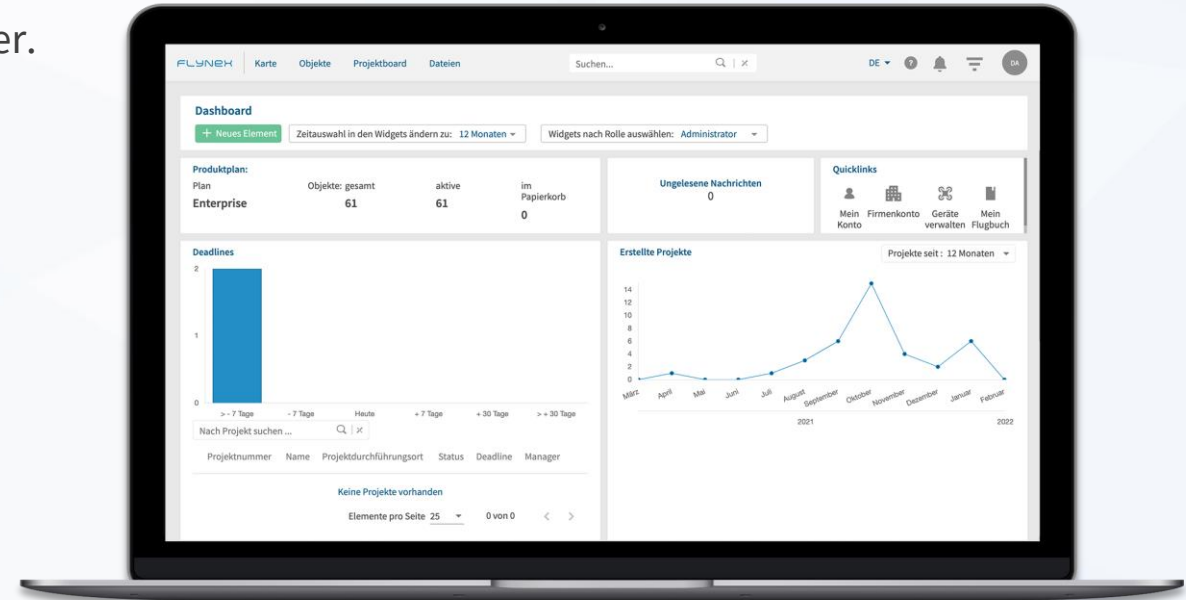 er.
FLYNEX Karte Objekte Projektboard Dateien Suchen... DE ? DA
Dashboard
+ Neues Element Zeitauswahl in den Widgets ändern zu: 12 Monaten Widgets nach Rolle auswählen: Administrator
Produktplan:
Plan Objekte: gesamt aktive im Papierkorb
Enterprise 61 61 0
Ungelesene Nachrichten
0
Quicklinks
Mein Konto Firmenkonto Geräte verwalten Mein Flugbuch
Deadlines
2
1
0
> - 7 Tage - 7 Tage Heute + 7 Tage + 30 Tage > + 30 Tage
Nach Projekt suchen ...
Projektnummer Name Projektdurchführungsort Status Deadline Manager
Keine Projekte vorhanden
Elemente pro Seite 25 0 von 0 < >
Erstellte Projekte
Projekte seit : 12 Monaten
14
12
10
8
6
4
2
0
März April Mai Juni Juli August September Oktober November Dezember Januar Februar
2021 2022